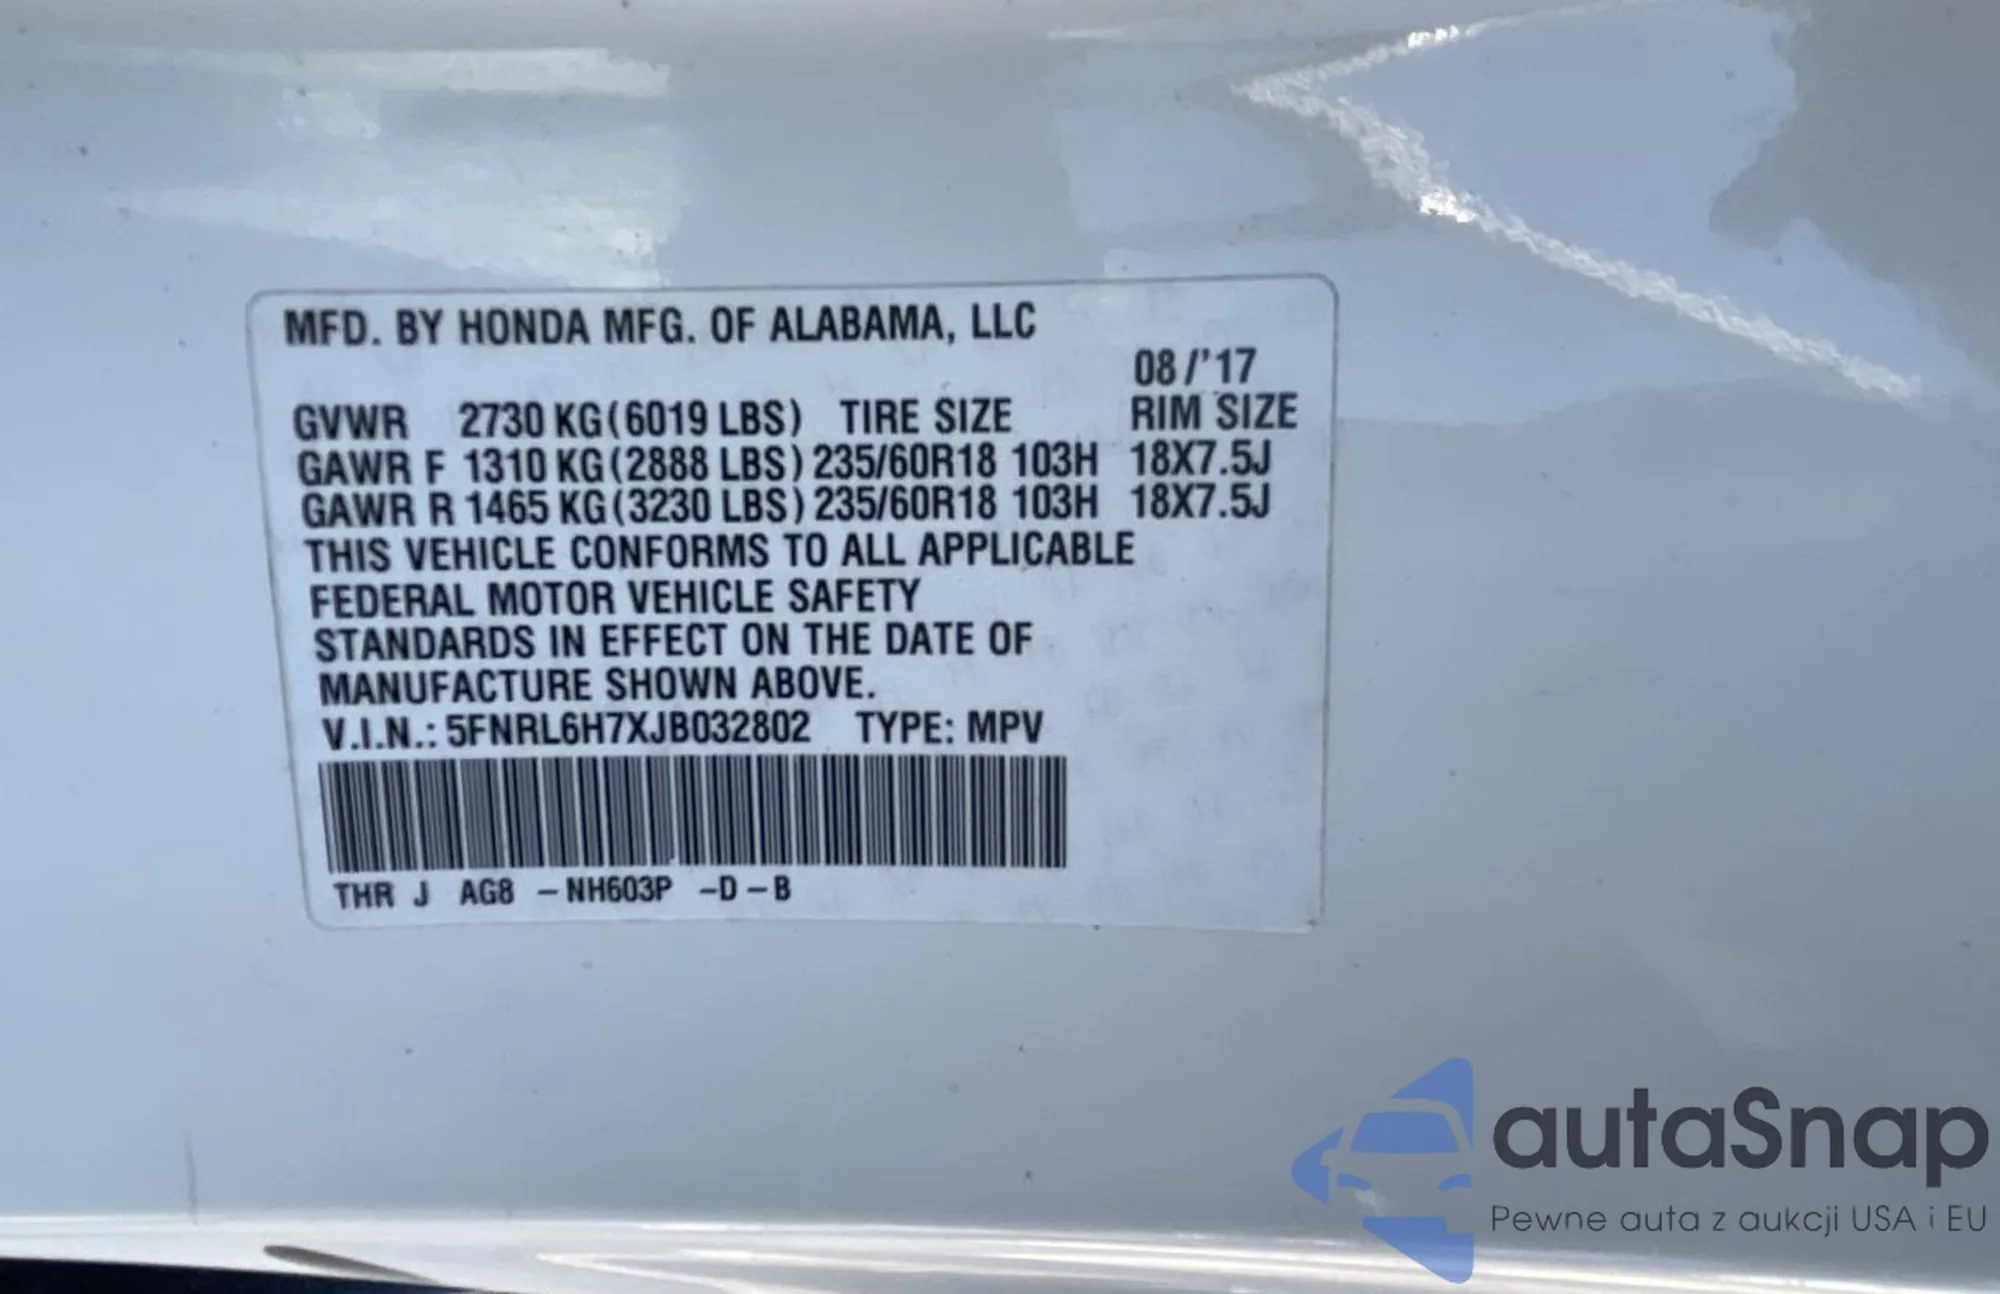 MFD. BY HONDA MFG. OF ALABAMA, LLC
08/'17
GVWR 2730 KG(6019 LBS) TIRE SIZE RIM SIZE
GAWR F 1310 KG(2888 LBS) 235/60R18 103H 18X7.5J
GAWR R 1465 KG(3230 LBS) 235/60R18 103H 18X7.5J
THIS VEHICLE CONFORMS TO ALL APPLICABLE
FEDERAL MOTOR VEHICLE SAFETY
STANDARDS IN EFFECT ON THE DATE OF
MANUFACTURE SHOWN ABOVE.
V.I.N.: 5FNRL6H7XJB032802 TYPE: MPV
THR J AG8 -NH603P -D-B
autaSnap
Pewne auta z aukcji USA i EU